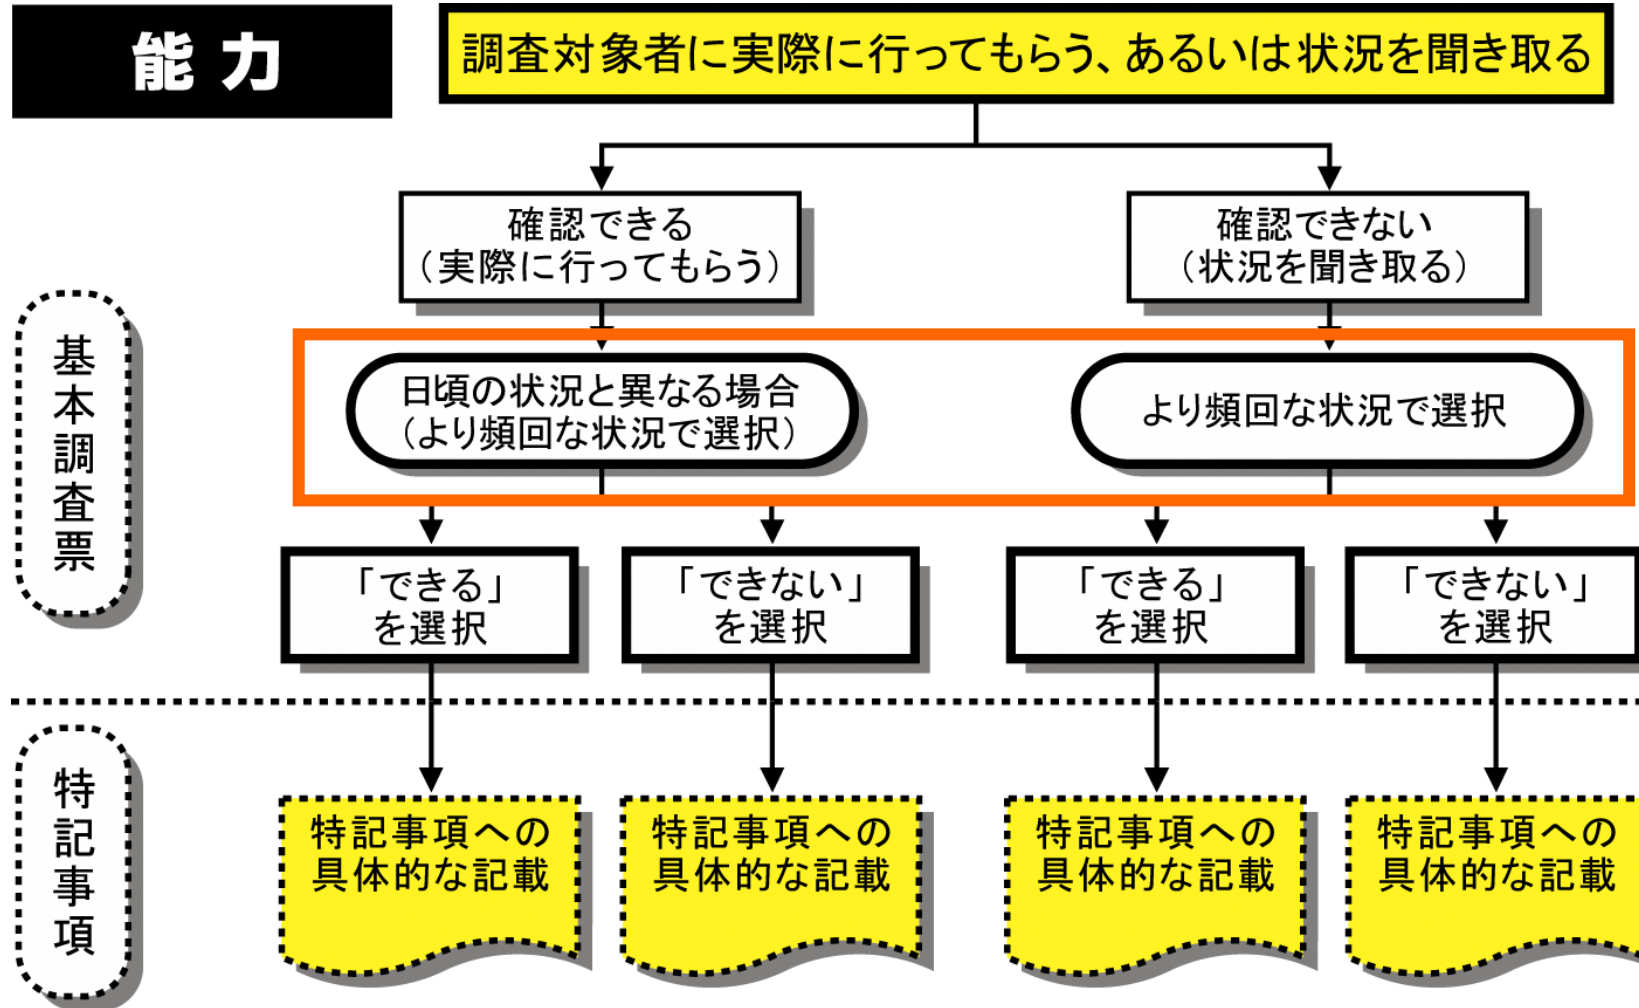 能力
調査対象者に実際に行ってもらう、あるいは状況を聞き取る
確認できる
（実際に行ってもらう）
確認できない
（状況を聞き取る）
基本調査票
日頃の状況と異なる場合
（より頻回な状況で選択）
より頻回な状況で選択
「できる」
を選択
「できない」
を選択
「できる」
を選択
「できない」
を選択
特記事項
特記事項への
具体的な記載
特記事項への
具体的な記載
特記事項への
具体的な記載
特記事項への
具体的な記載